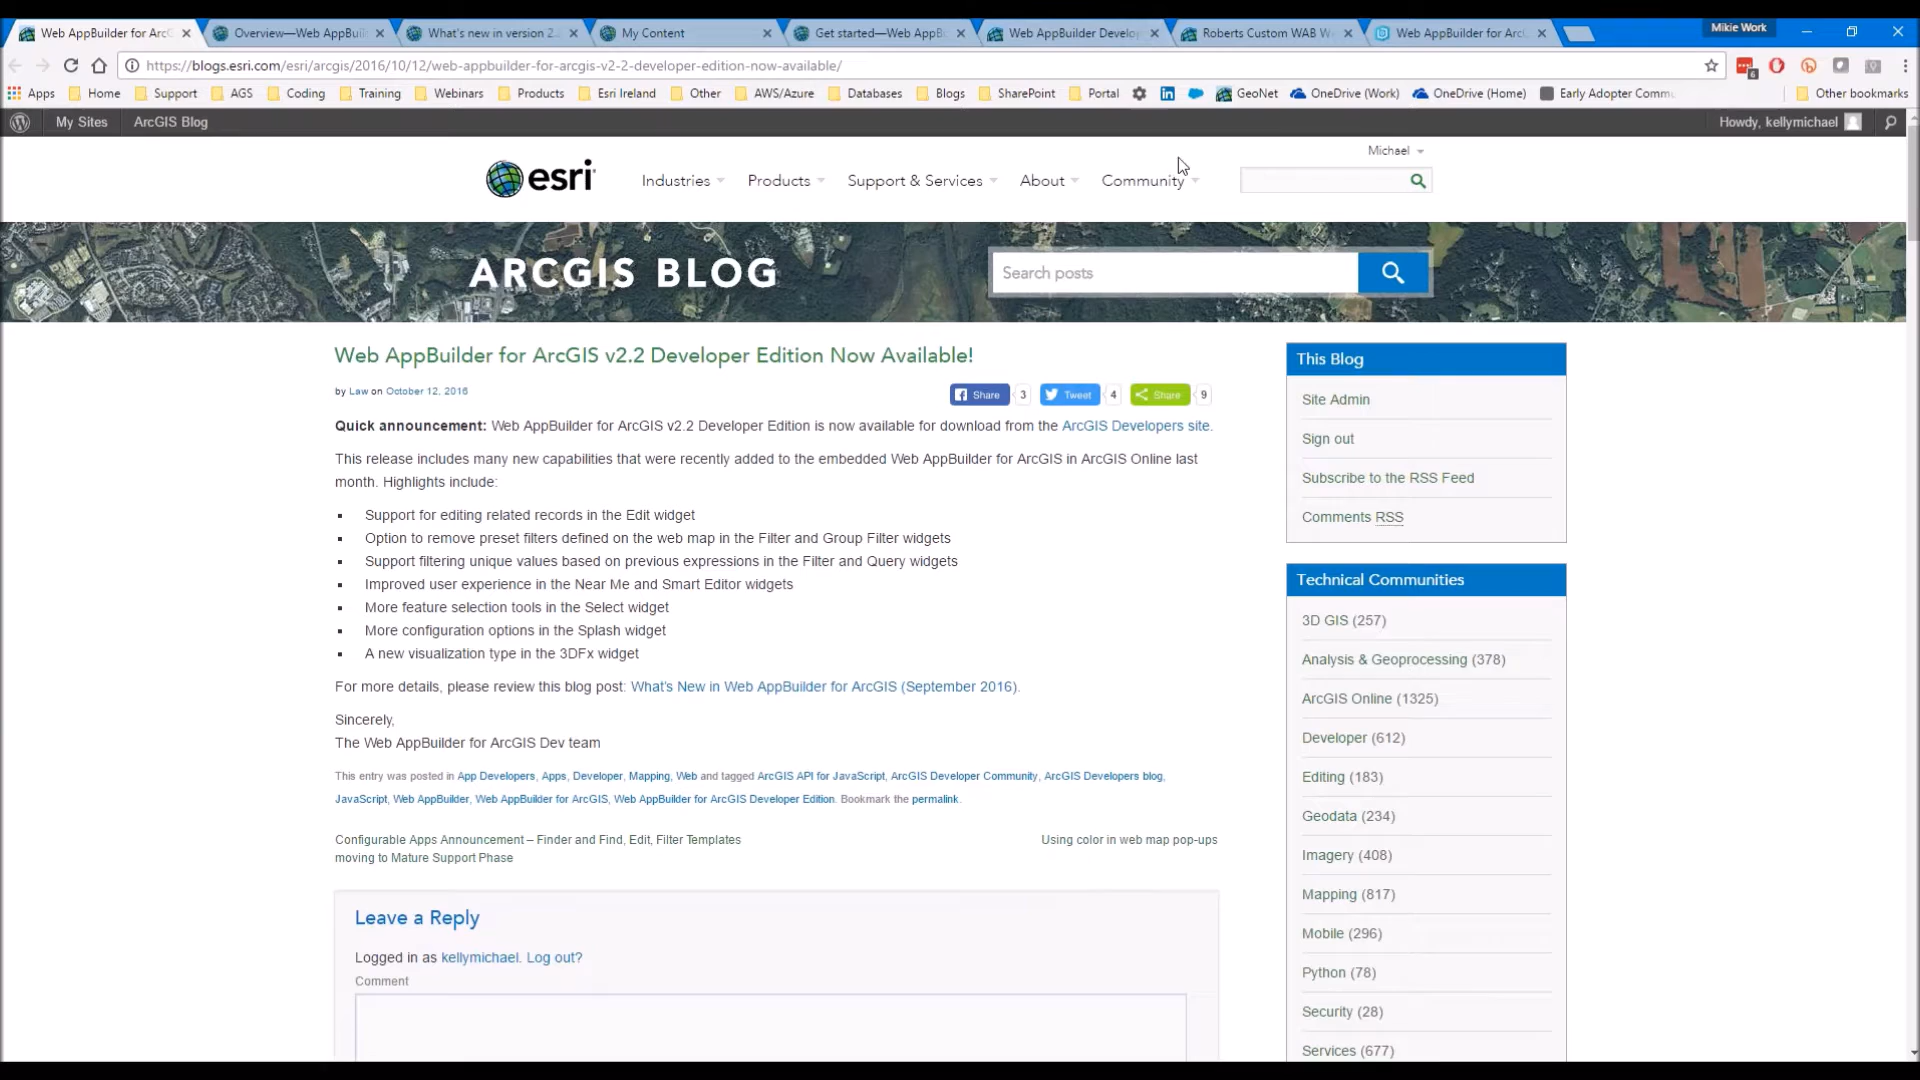 Web AppBuilder for ArcG
Overview—Web AppBuil
What's new in version 2.
My Content
Get started—Web AppB
Web AppBuilder Develo
Roberts Custom WAB W
Web AppBuilder for Arc
Mikie Work
https://blogs.esri.com/esri/arcgis/2016/10/12/web-appbuilder-for-arcgis-v2-2-developer-edition-now-available/
6
Apps Home Support AGS Coding Training Webinars Products Esri Ireland Other AWS/Azure Databases Blogs SharePoint Portal GeoNet OneDrive (Work) OneDrive (Home) Early Adopter Comm Other bookmarks
My Sites ArcGIS Blog Howdy, kellymichael
Michael
esri Industries Products Support & Services About Community
ARCGIS BLOG
Search posts
Web AppBuilder for ArcGIS v2.2 Developer Edition Now Available!
by Law on October 12, 2016
Share 3 Tweet 4 Share 9
Quick announcement: Web AppBuilder for ArcGIS v2.2 Developer Edition is now available for download from the ArcGIS Developers site.
This release includes many new capabilities that were recently added to the embedded Web AppBuilder for ArcGIS in ArcGIS Online last
month. Highlights include:
Support for editing related records in the Edit widget
Option to remove preset filters defined on the web map in the Filter and Group Filter widgets
Support filtering unique values based on previous expressions in the Filter and Query widgets
Improved user experience in the Near Me and Smart Editor widgets
More feature selection tools in the Select widget
More configuration options in the Splash widget
A new visualization type in the 3DFx widget
For more details, please review this blog post: What's New in Web AppBuilder for ArcGIS (September 2016).
Sincerely,
The Web AppBuilder for ArcGIS Dev team
This entry was posted in App Developers, Apps, Developer, Mapping, Web and tagged ArcGIS API for JavaScript, ArcGIS Developer Community, ArcGIS Developers blog,
JavaScript, Web AppBuilder, Web AppBuilder for ArcGIS, Web AppBuilder for ArcGIS Developer Edition. Bookmark the permalink.
Configurable Apps Announcement – Finder and Find, Edit, Filter Templates
moving to Mature Support Phase
Using color in web map pop-ups
Leave a Reply
Logged in as kellymichael. Log out?
Comment
This Blog
Site Admin
Sign out
Subscribe to the RSS Feed
Comments RSS
Technical Communities
3D GIS (257)
Analysis & Geoprocessing (378)
ArcGIS Online (1325)
Developer (612)
Editing (183)
Geodata (234)
Imagery (408)
Mapping (817)
Mobile (296)
Python (78)
Security (28)
Services (677)